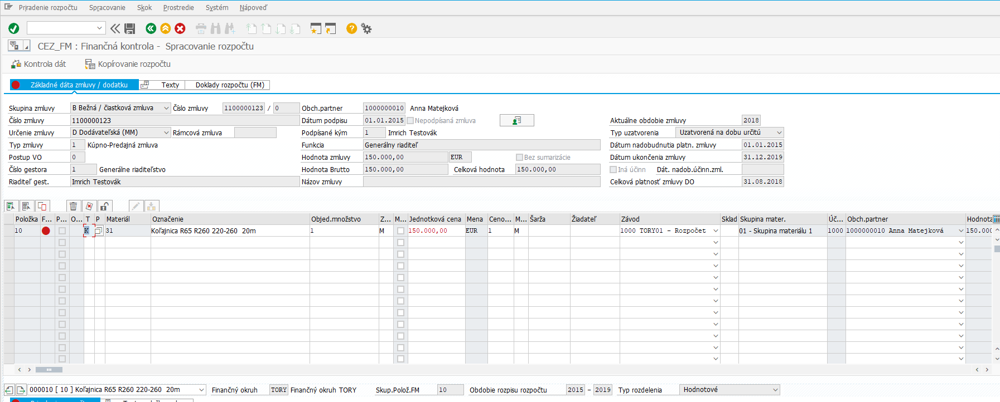 Priradenie rozpočtu Spracovanie Skok Prostredie Systém Nápoveď
CEZ_FM : Finančná kontrola - Spracovanie rozpočtu
Kontrola dát Kopírovanie rozpočtu
Základné dáta zmluvy / dodatku Texty Doklady rozpočtu (FM)
Skupina zmluvy B Bežná / čiastková zmluva Číslo zmluvy 1100000123 / 0 Obch.partner 1000000010 Anna Matejková
Číslo zmluvy 1100000123 Dátum podpisu 01.01.2015 Nepodpísaná zmluva Aktuálne obdobie zmluvy 2018
Určenie zmluvy D Dodávateľská (MM) Rámcová zmluva Podpísané kým 1 Imrich Testovák Typ uzatvorenia Uzatvorená na dobu určitú
Typ zmluvy 1 Kúpno-Predajná zmluva Funkcia Generálny riaditeľ Dátum nadobudnutia platn. zmluvy 01.01.2015
Postup VO 0 Hodnota zmluvy 150.000,00 EUR Bez sumarizácie Dátum ukončenia zmluvy 31.12.2019
Číslo gestora 1 Generálne riaditeľstvo Hodnota Brutto 150.000,00 Celková hodnota 150.000,00 Iná účinn Dát. nadob.účinn.zml.
Riaditeľ gest. Imrich Testovák Názov zmluvy Celková platnosť zmluvy DO 31.08.2018
Položka F... P... O... T P Materiál Označenie Objed.množstvo Z... M... Jednotková cena Mena Ceno... M... Šarža Žiadateľ Závod Sklad Skupina mater. Úč... Obch.partner Hodnota
10 K 31 Koľajnica R65 R260 220-260 20m 1 M 150.000,00 EUR 1 M 1000 TORY01 - Rozpočet 01 - Skupina materiálu 1 1000 1000000010 Anna Matejková 150.000
000010 [ 10 ] Koľajnica R65 R260 220-260 20m Finančný okruh TORY Finančný okruh TORY Skup.Polož.FM 10 Obdobie rozpisu rozpočtu 2015 - 2019 Typ rozdelenia Hodnotové